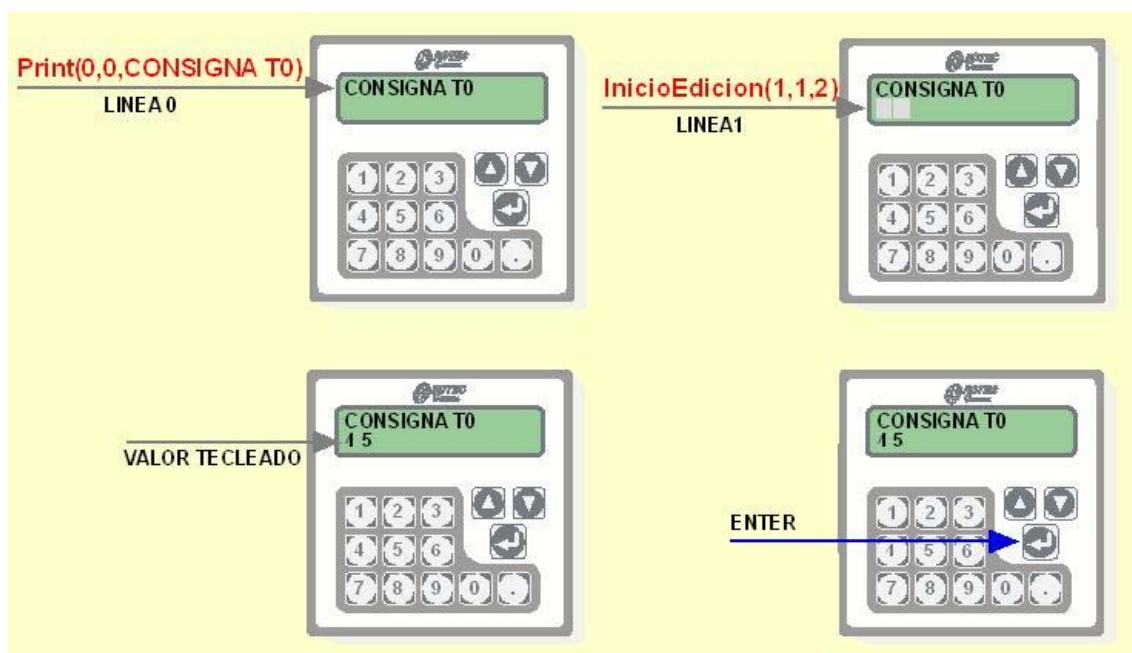 Print(0,0,CONSIGNA T0)
LINEA 0
CONSIGNA T0
1 2 3
4 5 6
7 8 9 0 .
InicioEdicion(1,1,2)
LINEA1
CONSIGNA T0
1 2 3
4 5 6
7 8 9 0 .
VALOR TECLEADO
CONSIGNA T0
4 5
1 2 3
4 5 6
7 8 9 0 .
ENTER
CONSIGNA T0
4 5
1 2 3
4 5 6
7 8 9 0 .